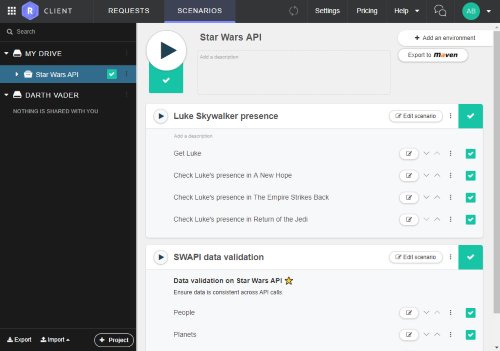 R CLIENT REQUESTS SCENARIOS Settings Pricing Help AB
Search
MY DRIVE
Star Wars API
DARTH VADER
NOTHING IS SHARED WITH YOU
Export Import + Project
Star Wars API
Add a description
+ Add an environment
Export to maven
Luke Skywalker presence Edit scenario
Add a description
Get Luke
Check Luke's presence in A New Hope
Check Luke's presence in The Empire Strikes Back
Check Luke's presence in Return of the Jedi
SWAPI data validation Edit scenario
Data validation on Star Wars API
Ensure data is consistent across API calls.
People
Planets